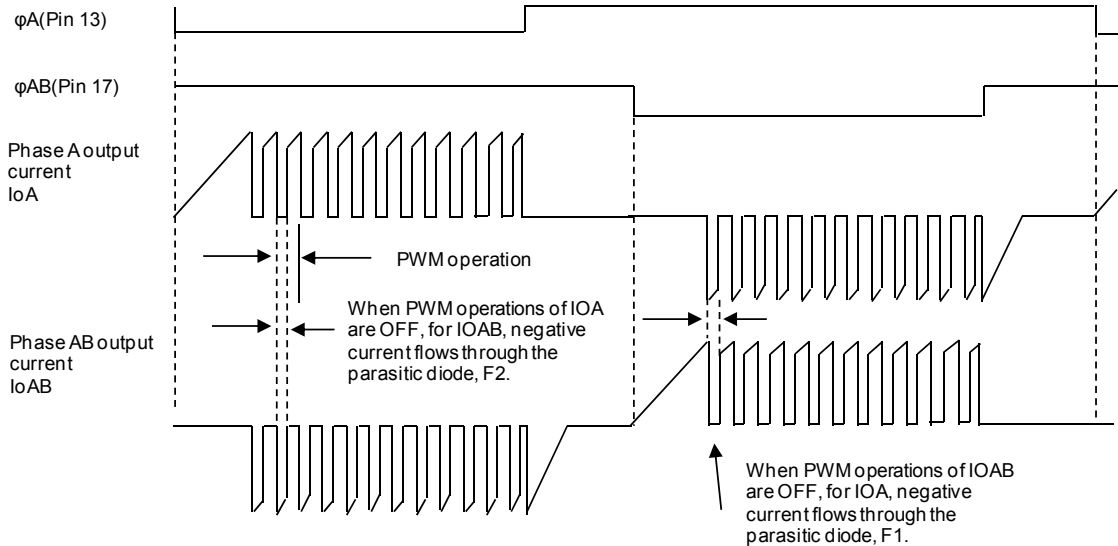 φA(Pin 13)
φAB(Pin 17)
Phase A output
current
IoA
PWM operation
When PWM operations of IOA
are OFF, for IOAB, negative
current flows through the
parasitic diode, F2.
Phase AB output
current
IoAB
When PWM operations of IOAB
are OFF, for IOA, negative
current flows through the
parasitic diode, F1.